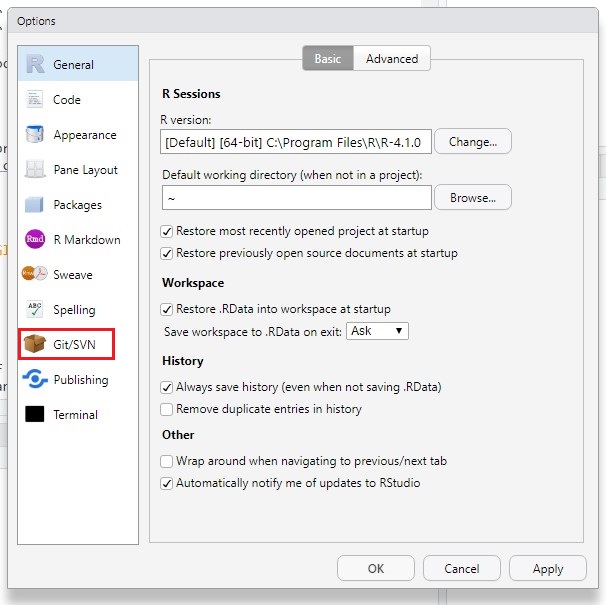 Options
General
Code
Appearance
Pane Layout
Packages
Rmd R Markdown
Sweave
ABC Spelling
Git/SVN
Publishing
Terminal
Basic Advanced
R Sessions
R version:
[Default] [64-bit] C:\Program Files\R\R-4.1.0 Change...
Default working directory (when not in a project):
~ Browse...
Restore most recently opened project at startup
Restore previously open source documents at startup
Workspace
Restore .RData into workspace at startup
Save workspace to .RData on exit: Ask
History
Always save history (even when not saving .RData)
Remove duplicate entries in history
Other
Wrap around when navigating to previous/next tab
Automatically notify me of updates to RStudio
OK Cancel Apply